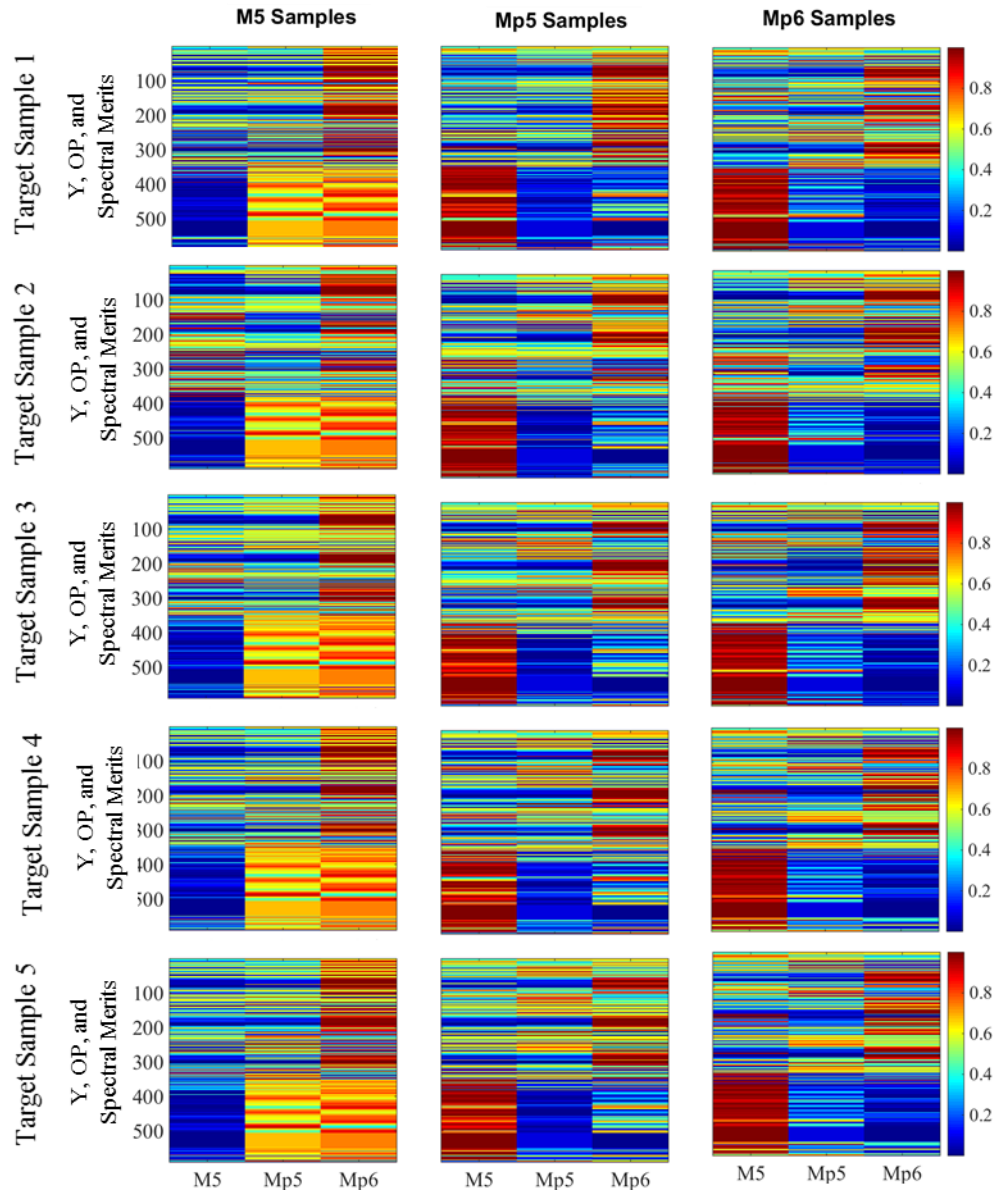 M5 Samples
Mp5 Samples
Mp6 Samples
Target Sample 1
Y, OP, and
Spectral Merits
100
200
300
400
500
0.8
0.6
0.4
0.2
Target Sample 2
Y, OP, and
Spectral Merits
100
200
300
400
500
0.8
0.6
0.4
0.2
Target Sample 3
Y, OP, and
Spectral Merits
100
200
300
400
500
0.8
0.6
0.4
0.2
Target Sample 4
Y, OP, and
Spectral Merits
100
200
300
400
500
0.8
0.6
0.4
0.2
Target Sample 5
Y, OP, and
Spectral Merits
100
200
300
400
500
0.8
0.6
0.4
0.2
M5 Mp5 Mp6
M5 Mp5 Mp6
M5 Mp5 Mp6